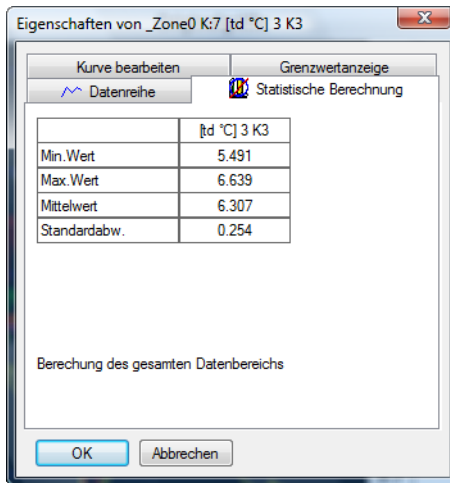 Eigenschaften von _Zone0 K:7 [td °C] 3 K3
Kurve bearbeiten Grenzwertanzeige
Datenreihe Statistische Berechnung
[td °C] 3 K3
Min.Wert 5.491
Max.Wert 6.639
Mittelwert 6.307
Standardabw. 0.254
Berechung des gesamten Datenbereichs
OK Abbrechen